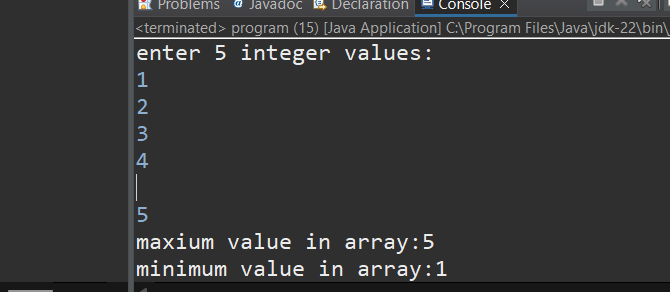 Problems @ Javadoc Declaration Console ×
<terminated> program (15) [Java Application] C:\Program Files\Java\jdk-22\bin\
enter 5 integer values:
1
2
3
4
5
maxium value in array:5
minimum value in array:1